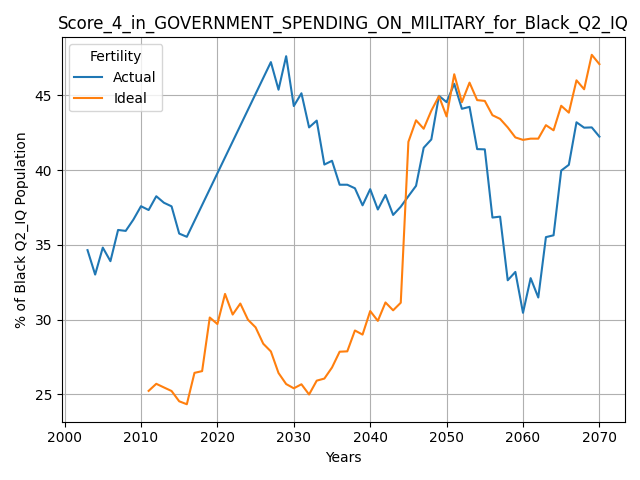 Score_4_in_GOVERNMENT_SPENDING_ON_MILITARY_for_Black_Q2_IQ
Fertility
Actual
Ideal
% of Black Q2_IQ Population
45
40
35
30
25
2000 2010 2020 2030 2040 2050 2060 2070
Years